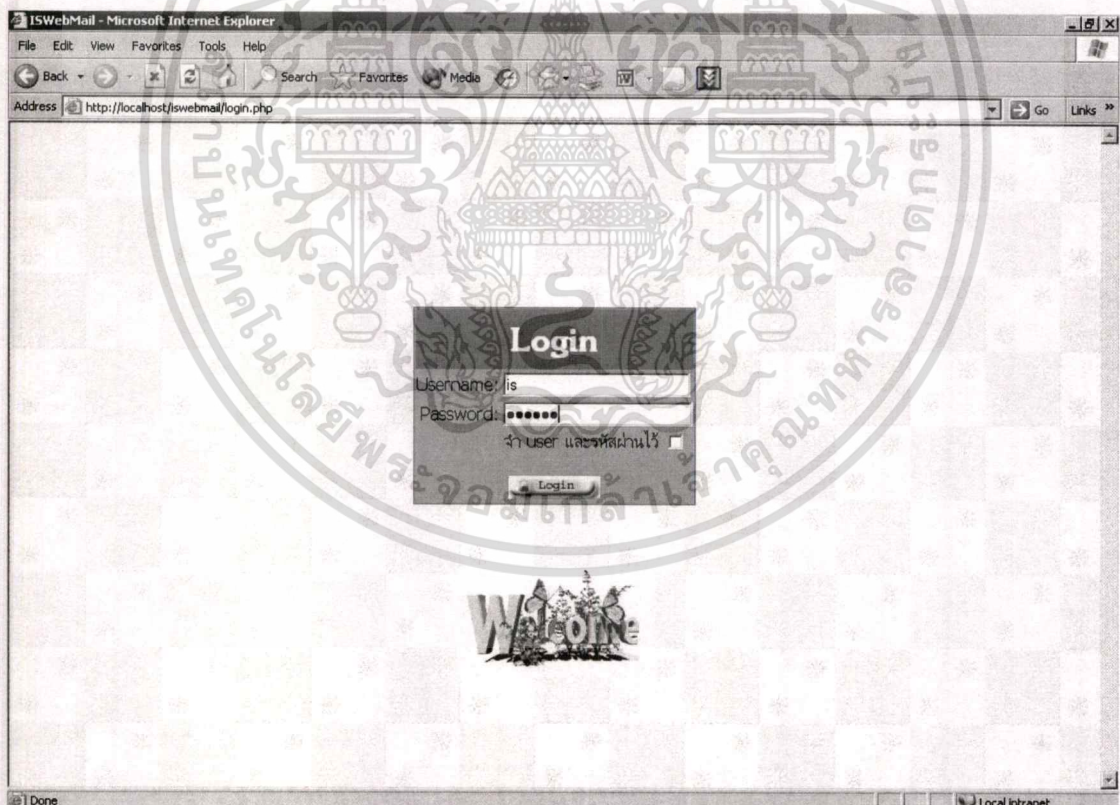 ISWebMail - Microsoft Internet Explorer
File Edit View Favorites Tools Help
Back Search Favorites Media
Address http://localhost/iswebmail/login.php Go Links »
Login
Username: is
Password: ••••••
จำ user และรหัสผ่านไว้
Login
Welcome
Done Local intranet